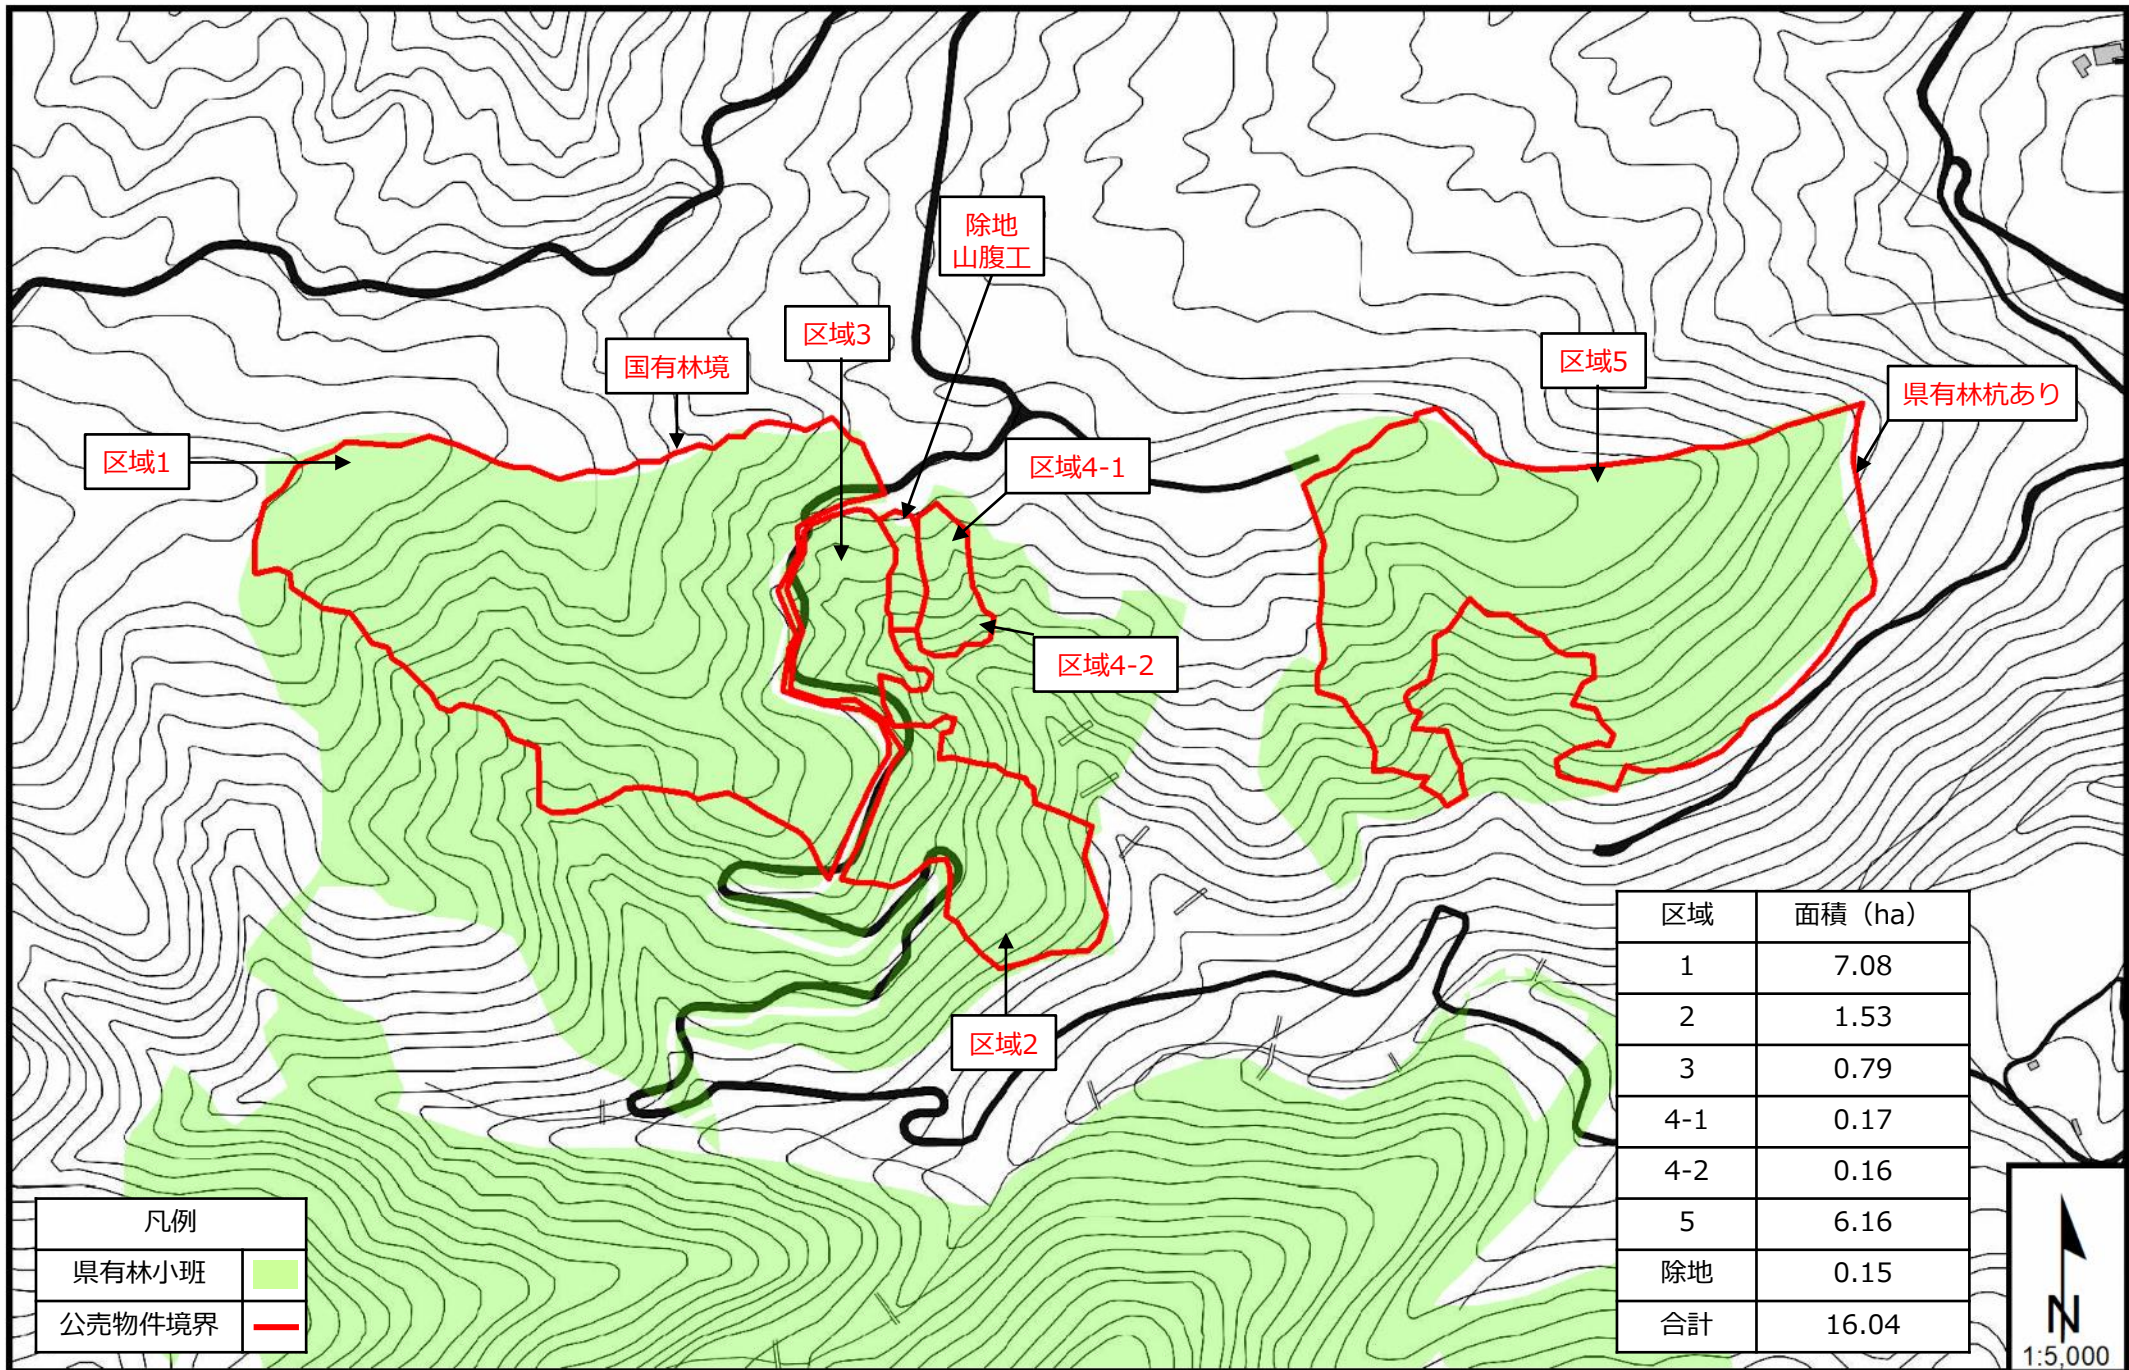 除地
山腹工
区域3
国有林境
区域5
県有林杭あり
区域1
区域4-1
区域4-2
区域2
区域 面積（ha）
1 7.08
2 1.53
3 0.79
4-1 0.17
4-2 0.16
5 6.16
除地 0.15
合計 16.04
凡例
県有林小班
公売物件境界
N
1:5,000